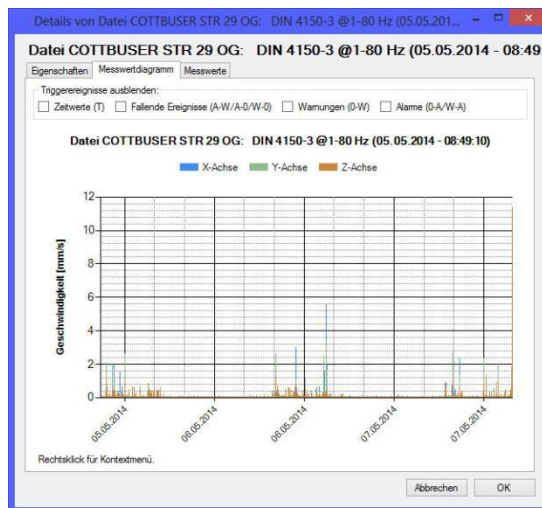 Details von Datei COTTBUSER STR 29 OG: DIN 4150-3 @1-80 Hz (05.05.201...
Datei COTTBUSER STR 29 OG: DIN 4150-3 @1-80 Hz (05.05.2014 - 08:49
Eigenschaften Messwertdiagramm Messwerte
Triggerereignisse ausblenden:
Zeitwerte (T) Fallende Ereignisse (A-W/A-0/W-0) Warnungen (0-W) Alarme (0-A/W-A)
Datei COTTBUSER STR 29 OG: DIN 4150-3 @1-80 Hz (05.05.2014 - 08:49:10)
X-Achse Y-Achse Z-Achse
Geschwindigkeit [mm/s]
12
10
8
6
4
2
0
05.05.2014 06.05.2014 06.05.2014 07.05.2014 07.05.2014
Rechtsklick für Kontextmenü.
Abbrechen OK